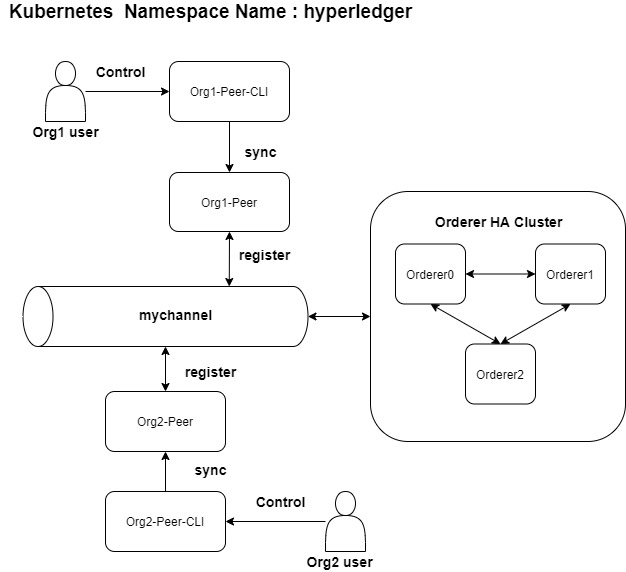 Kubernetes Namespace Name : hyperledger
Control
Org1-Peer-CLI
Org1 user
sync
Org1-Peer
register
Orderer HA Cluster
Orderer0
Orderer1
mychannel
register
Orderer2
Org2-Peer
sync
Org2-Peer-CLI
Control
Org2 user